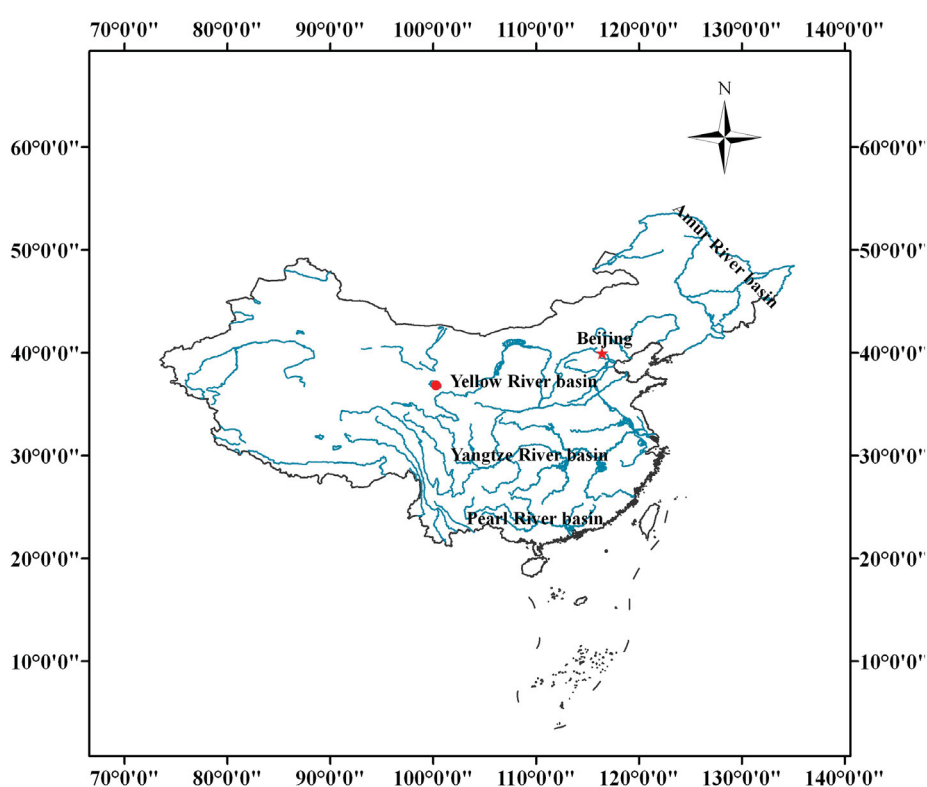 70°0'0" 80°0'0" 90°0'0" 100°0'0" 110°0'0" 120°0'0" 130°0'0" 140°0'0"
N
60°0'0" 60°0'0"
Amur River basin
50°0'0" 50°0'0"
Beijing
40°0'0" 40°0'0"
Yellow River basin
30°0'0" 30°0'0"
Yangtze River basin
Pearl River basin
20°0'0" 20°0'0"
10°0'0" 10°0'0"
70°0'0" 80°0'0" 90°0'0" 100°0'0" 110°0'0" 120°0'0" 130°0'0" 140°0'0"